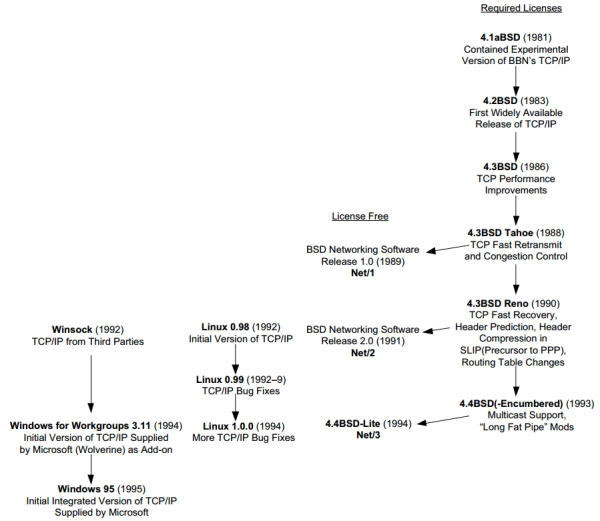 Required Licenses
4.1aBSD (1981)
Contained Experimental
Version of BBN's TCP/IP
4.2BSD (1983)
First Widely Available
Release of TCP/IP
4.3BSD (1986)
TCP Performance
Improvements
License Free
4.3BSD Tahoe (1988)
TCP Fast Retransmit
and Congestion Control
BSD Networking Software
Release 1.0 (1989)
Net/1
4.3BSD Reno (1990)
TCP Fast Recovery,
Header Prediction, Header
Compression in
SLIP(Precursor to PPP),
Routing Table Changes
BSD Networking Software
Release 2.0 (1991)
Net/2
4.4BSD(-Encumbered) (1993)
Multicast Support,
"Long Fat Pipe" Mods
4.4BSD-Lite (1994)
Net/3
Linux 0.98 (1992)
Initial Version of TCP/IP
Linux 0.99 (1992–9)
TCP/IP Bug Fixes
Linux 1.0.0 (1994)
More TCP/IP Bug Fixes
Winsock (1992)
TCP/IP from Third Parties
Windows for Workgroups 3.11 (1994)
Initial Version of TCP/IP Supplied
by Microsoft (Wolverine) as Add-on
Windows 95 (1995)
Initial Integrated Version of TCP/IP
Supplied by Microsoft